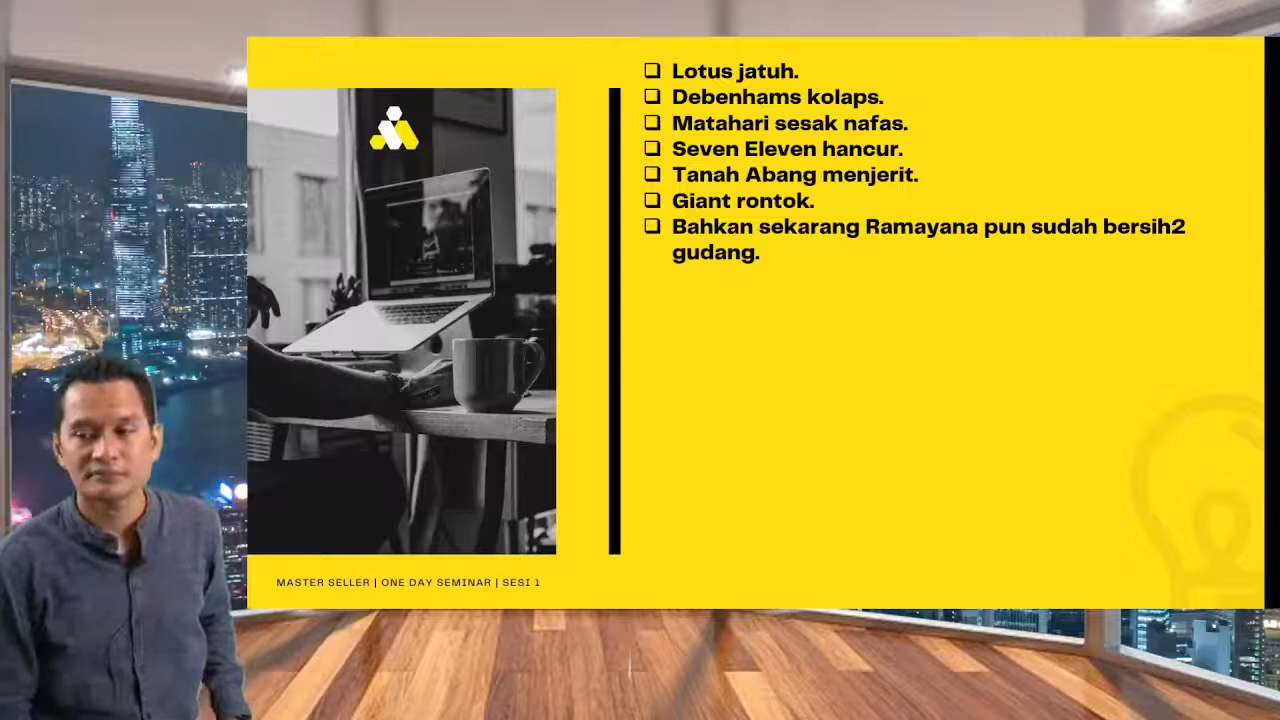 Lotus jatuh.
Debenhams kolaps.
Matahari sesak nafas.
Seven Eleven hancur.
Tanah Abang menjerit.
Giant rontok.
Bahkan sekarang Ramayana pun sudah bersih2
gudang.
MASTER SELLER | ONE DAY SEMINAR | SESI 1